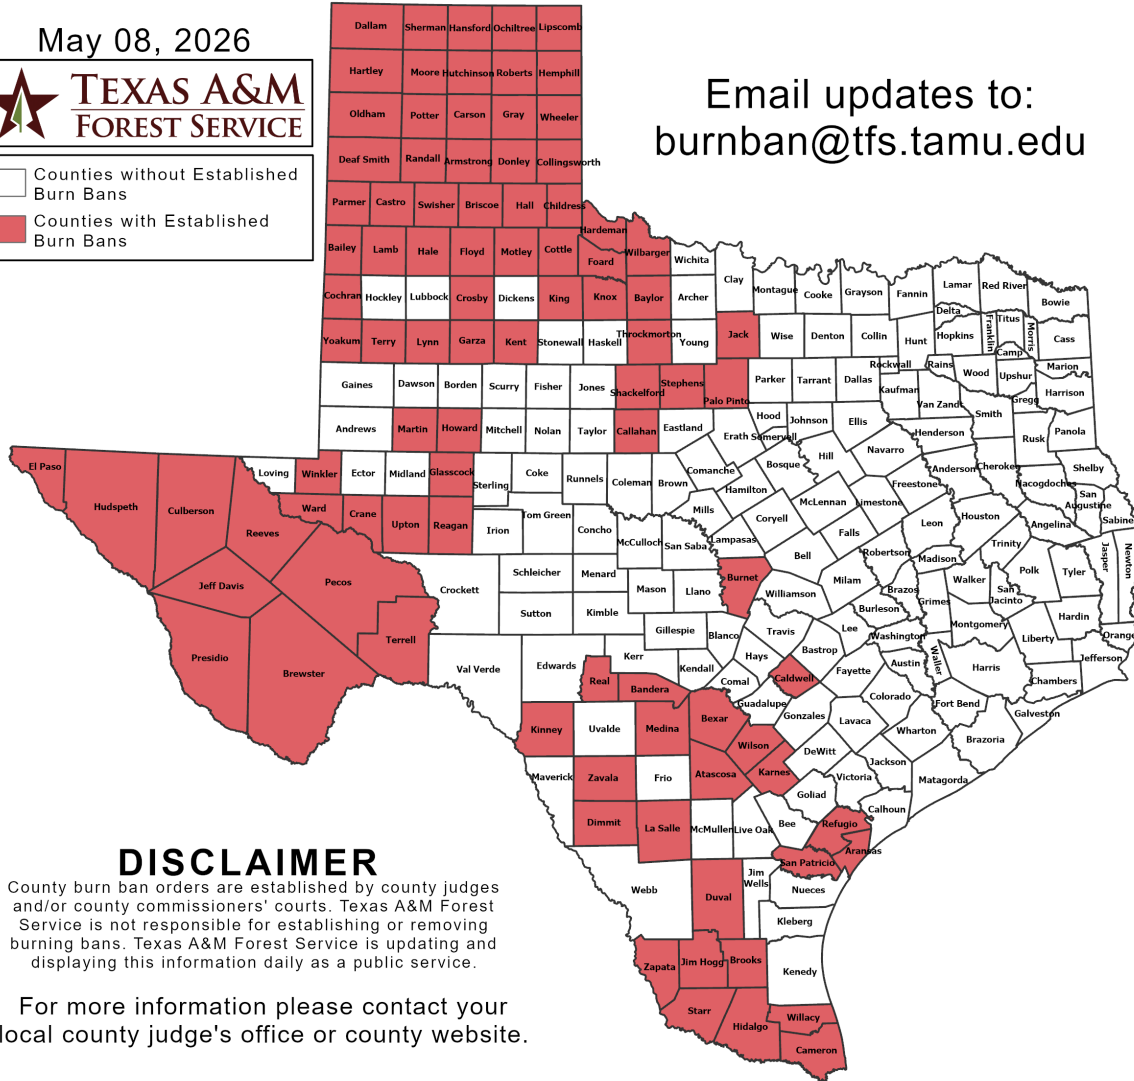 May 08, 2026
TEXAS A&M
FOREST SERVICE
Counties without Established
Burn Bans
Counties with Established
Burn Bans
Email updates to:
burnban@tfs.tamu.edu
Dallam Sherman Hansford Ochiltree Lipscomb
Hartley Moore Hutchinson Roberts Hemphill
Oldham Potter Carson Gray Wheeler
Deaf Smith Randall Armstrong Donley Collingsworth
Parmer Castro Swisher Briscoe Hall Childress
Hardeman
Bailey Lamb Hale Floyd Motley Cottle Foard Wilbarger Wichita
Clay Montague Cooke Grayson Fannin Lamar Red River Bowie
Cochran Hockley Lubbock Crosby Dickens King Knox Baylor Archer
Delta Titus Franklin Morris
Yoakum Terry Lynn Garza Kent Stonewall Haskell Throckmorton Young Jack Wise Denton Collin Hunt Hopkins Cass
Camp
Rockwall Rains Wood Upshur Marion
Gaines Dawson Borden Scurry Fisher Jones Shackelford Stephens Palo Pinto Parker Tarrant Dallas Kaufman Van Zandt Smith Gregg Harrison
Andrews Martin Howard Mitchell Nolan Taylor Callahan Eastland Erath Hood Somervell Johnson Ellis Henderson Rusk Panola
El Paso Hudspeth Culberson Reeves Loving Winkler Ector Midland Glasscock Sterling Coke Runnels Coleman Brown Comanche Hamilton Bosque Hill Navarro Freestone Anderson Cherokee Nacogdoches Shelby
San
Augustine
Sabine
Ward Crane Upton Reagan Irion Tom Green Concho McCulloch San Saba Mills Lampasas Coryell McLennan Limestone Falls Leon Houston Angelina Trinity
Jeff Davis Pecos Crockett Schleicher Menard Mason Llano Burnet Bell Williamson Milam Robertson Brazos Madison Grimes Walker
San
Jacinto
Polk Tyler Jasper Newton
Presidio Brewster Terrell Val Verde Sutton Kimble Gillespie Blanco Travis Hays Bastrop Lee Burleson Washington Montgomery Liberty Hardin Orange
Edwards Kerr Kendall Comal Caldwell Fayette Austin Waller Harris Chambers Jefferson
Real Bandera Guadalupe Gonzales Colorado Fort Bend Galveston
Kinney Uvalde Medina Bexar Wilson Lavaca Wharton Brazoria
Maverick Zavala Frio Atascosa Karnes DeWitt Victoria Jackson Matagorda
Goliad Calhoun
Dimmit La Salle McMullen Live Oak Bee Refugio
Aransas
San Patricio
Webb Duval
Jim
Wells
Nueces
Kleberg
Zapata Jim Hogg Brooks Kenedy
Starr Hidalgo Willacy
Cameron
DISCLAIMER
County burn ban orders are established by county judges
and/or county commissioners' courts. Texas A&M Forest
Service is not responsible for establishing or removing
burning bans. Texas A&M Forest Service is updating and
displaying this information daily as a public service.
For more information please contact your
local county judge's office or county website.